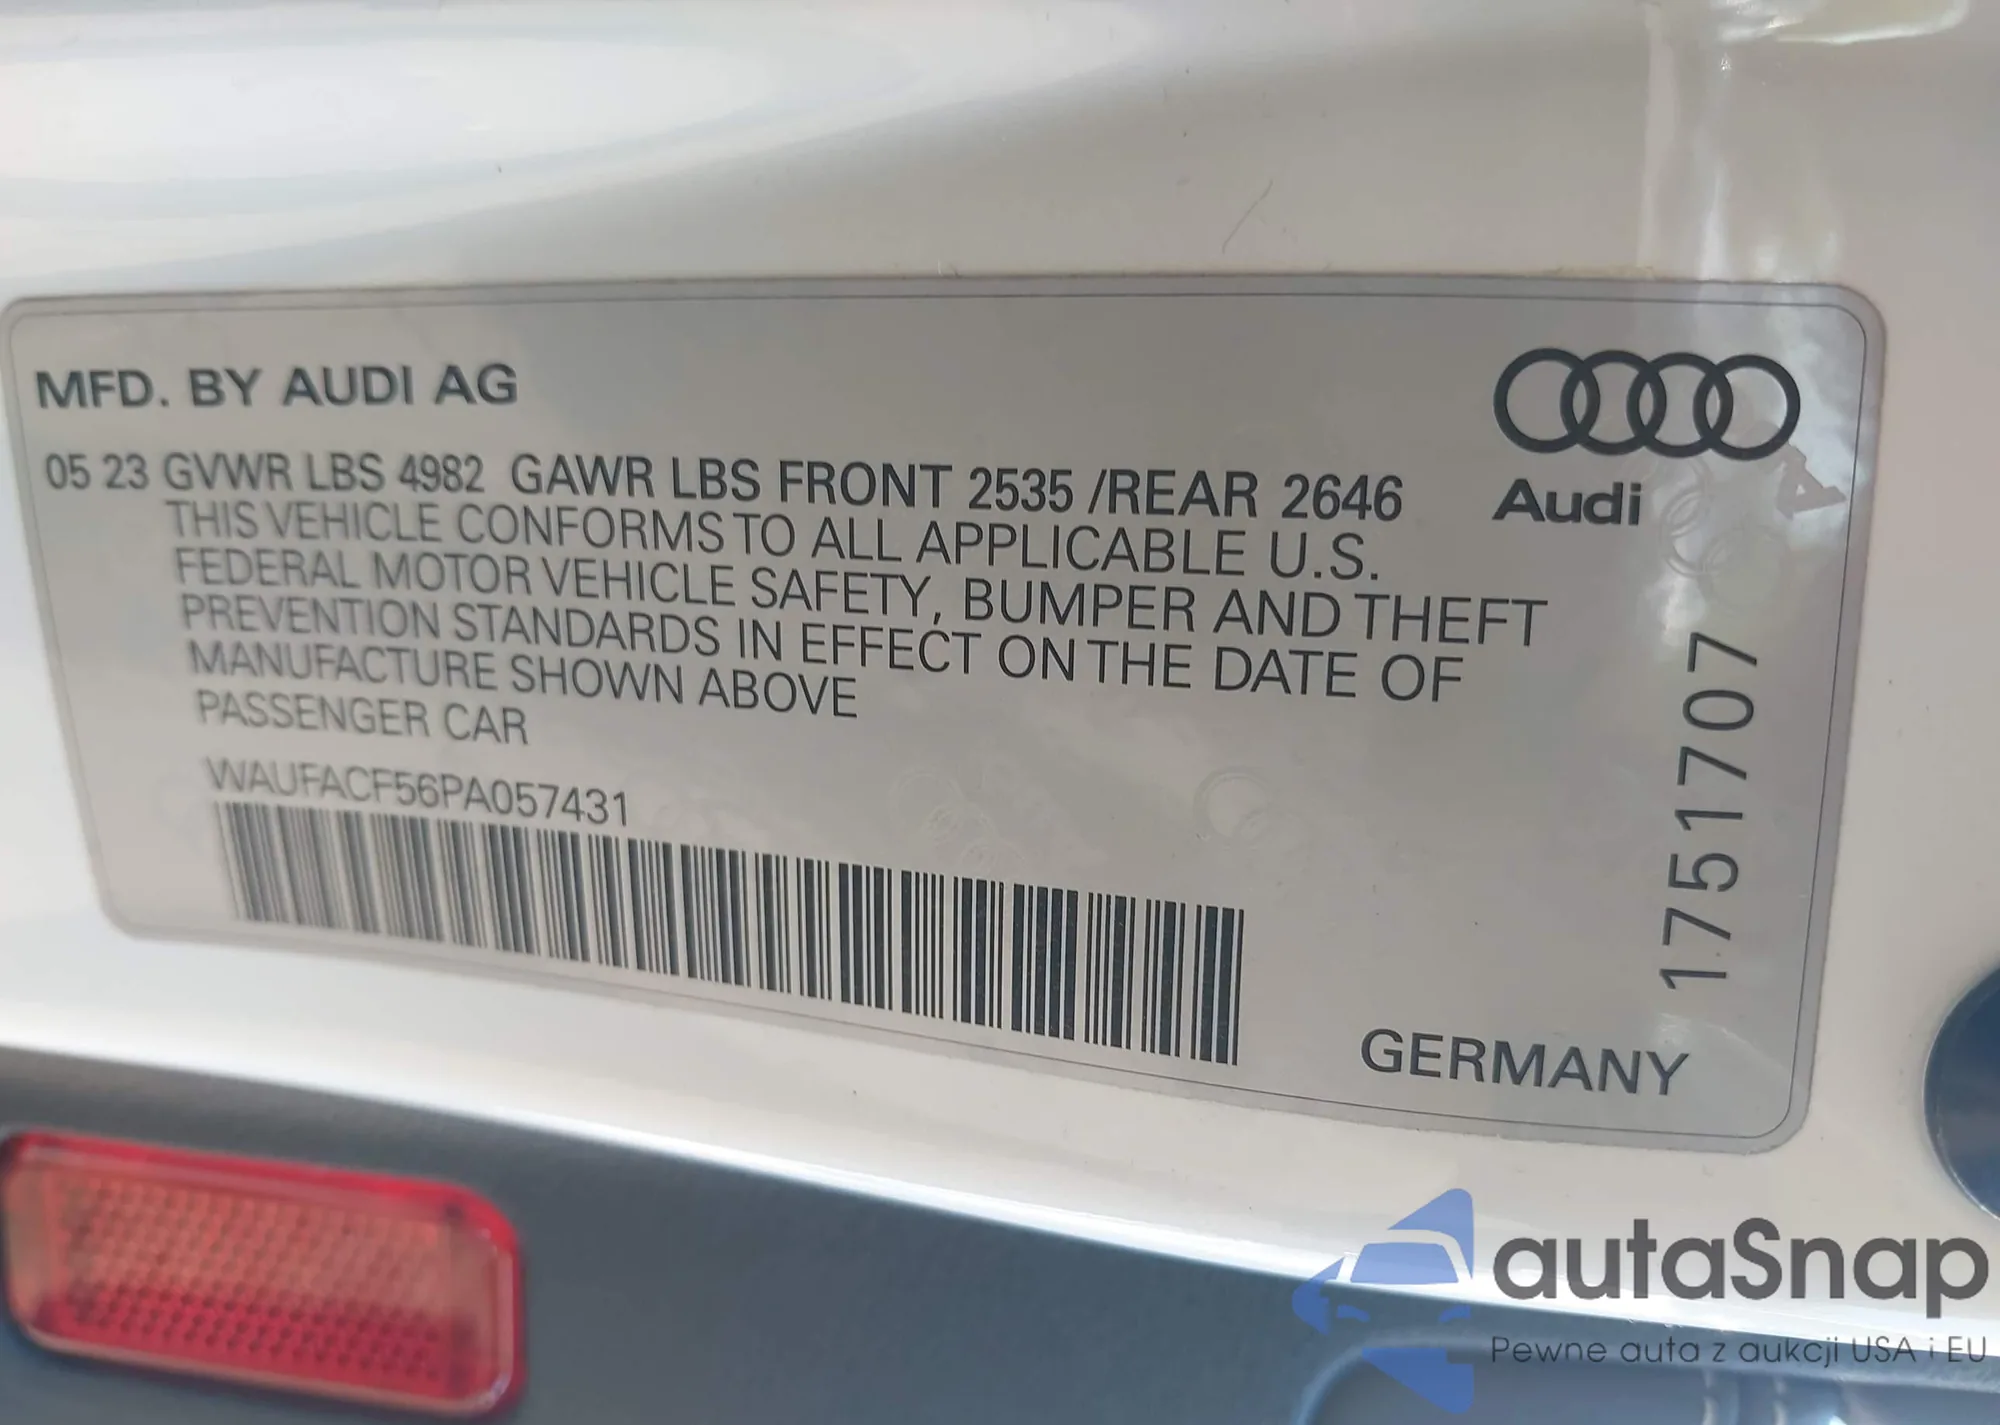 MFD. BY AUDI AG
05 23 GVWR LBS 4982 GAWR LBS FRONT 2535 /REAR 2646
Audi
THIS VEHICLE CONFORMS TO ALL APPLICABLE U.S.
FEDERAL MOTOR VEHICLE SAFETY, BUMPER AND THEFT
PREVENTION STANDARDS IN EFFECT ON THE DATE OF
MANUFACTURE SHOWN ABOVE
PASSENGER CAR
WAUFACF56PA057431
1751707
GERMANY
autaSnap
Pewne auta z aukcji USA i EU